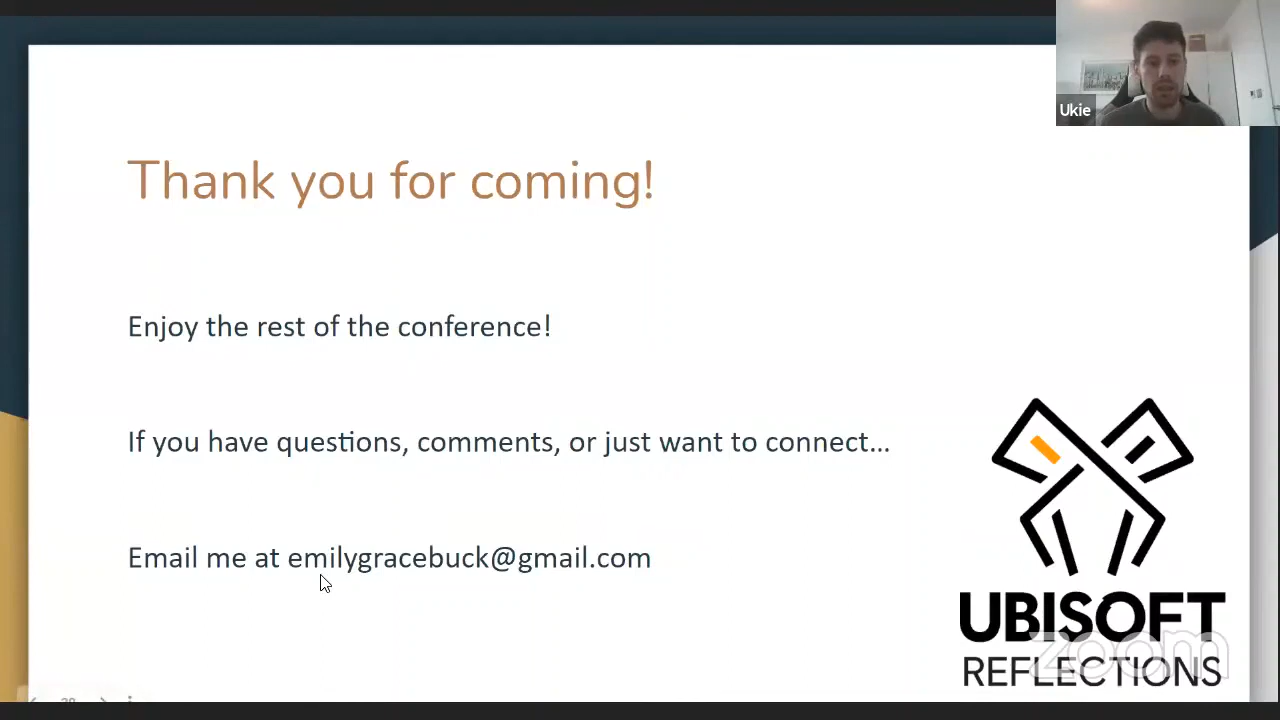 Ukie
Thank you for coming!
Enjoy the rest of the conference!
If you have questions, comments, or just want to connect...
Email me at emilygracebuck@gmail.com
UBISOFT
zoom
REFLECTIONS